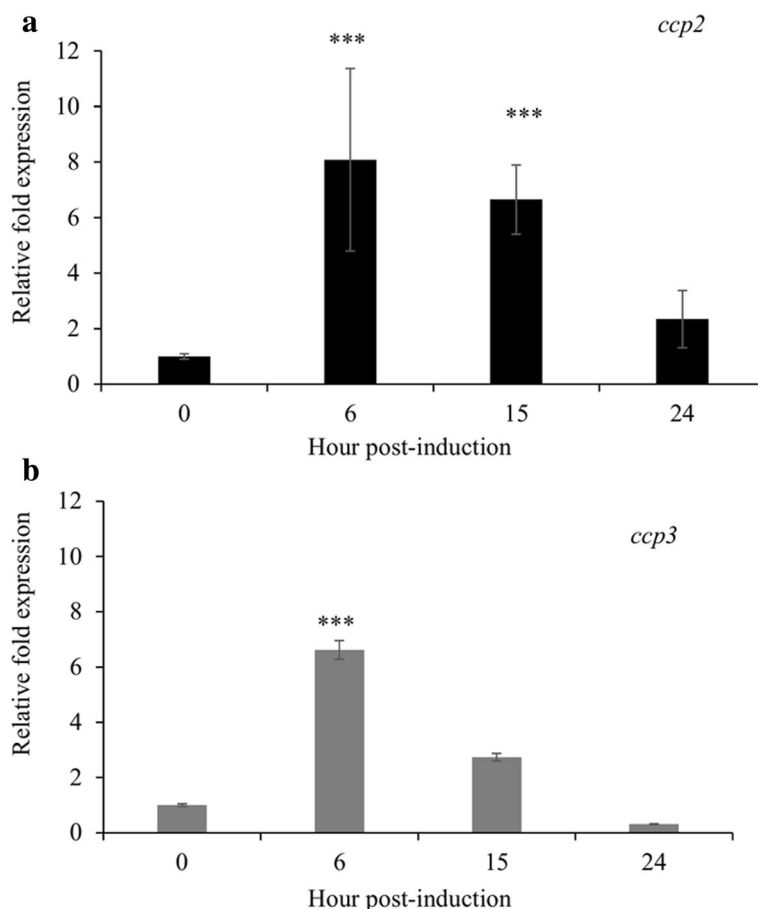 a
ccp2
12
***
10
***
8
6
4
2
0
Relative fold expression
0 6 15 24
Hour post-induction
b
12
ccp3
10
8
***
6
4
2
0
Relative fold expression
0 6 15 24
Hour post-induction